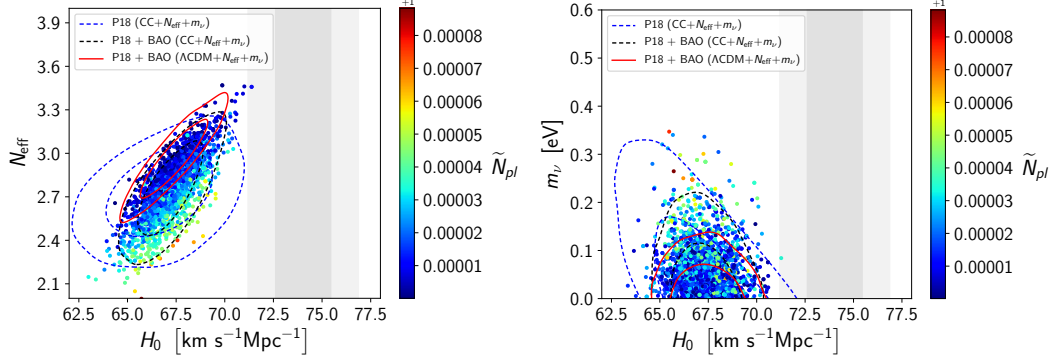 +1
P18 (CC+N_eff+m_ν)
P18 + BAO (CC+N_eff+m_ν)
P18 + BAO (ΛCDM+N_eff+m_ν)
3.9
3.6
3.3
3.0
2.7
2.4
2.1
N_eff
62.5 65.0 67.5 70.0 72.5 75.0 77.5
H_0 [km s⁻¹Mpc⁻¹]
0.00008
0.00007
0.00006
0.00005
0.00004
0.00003
0.00002
0.00001
Ñ_pl
+1
P18 (CC+N_eff+m_ν)
P18 + BAO (CC+N_eff+m_ν)
P18 + BAO (ΛCDM+N_eff+m_ν)
0.6
0.5
0.4
0.3
0.2
0.1
0.0
m_ν [eV]
62.5 65.0 67.5 70.0 72.5 75.0 77.5
H_0 [km s⁻¹Mpc⁻¹]
0.00008
0.00007
0.00006
0.00005
0.00004
0.00003
0.00002
0.00001
Ñ_pl